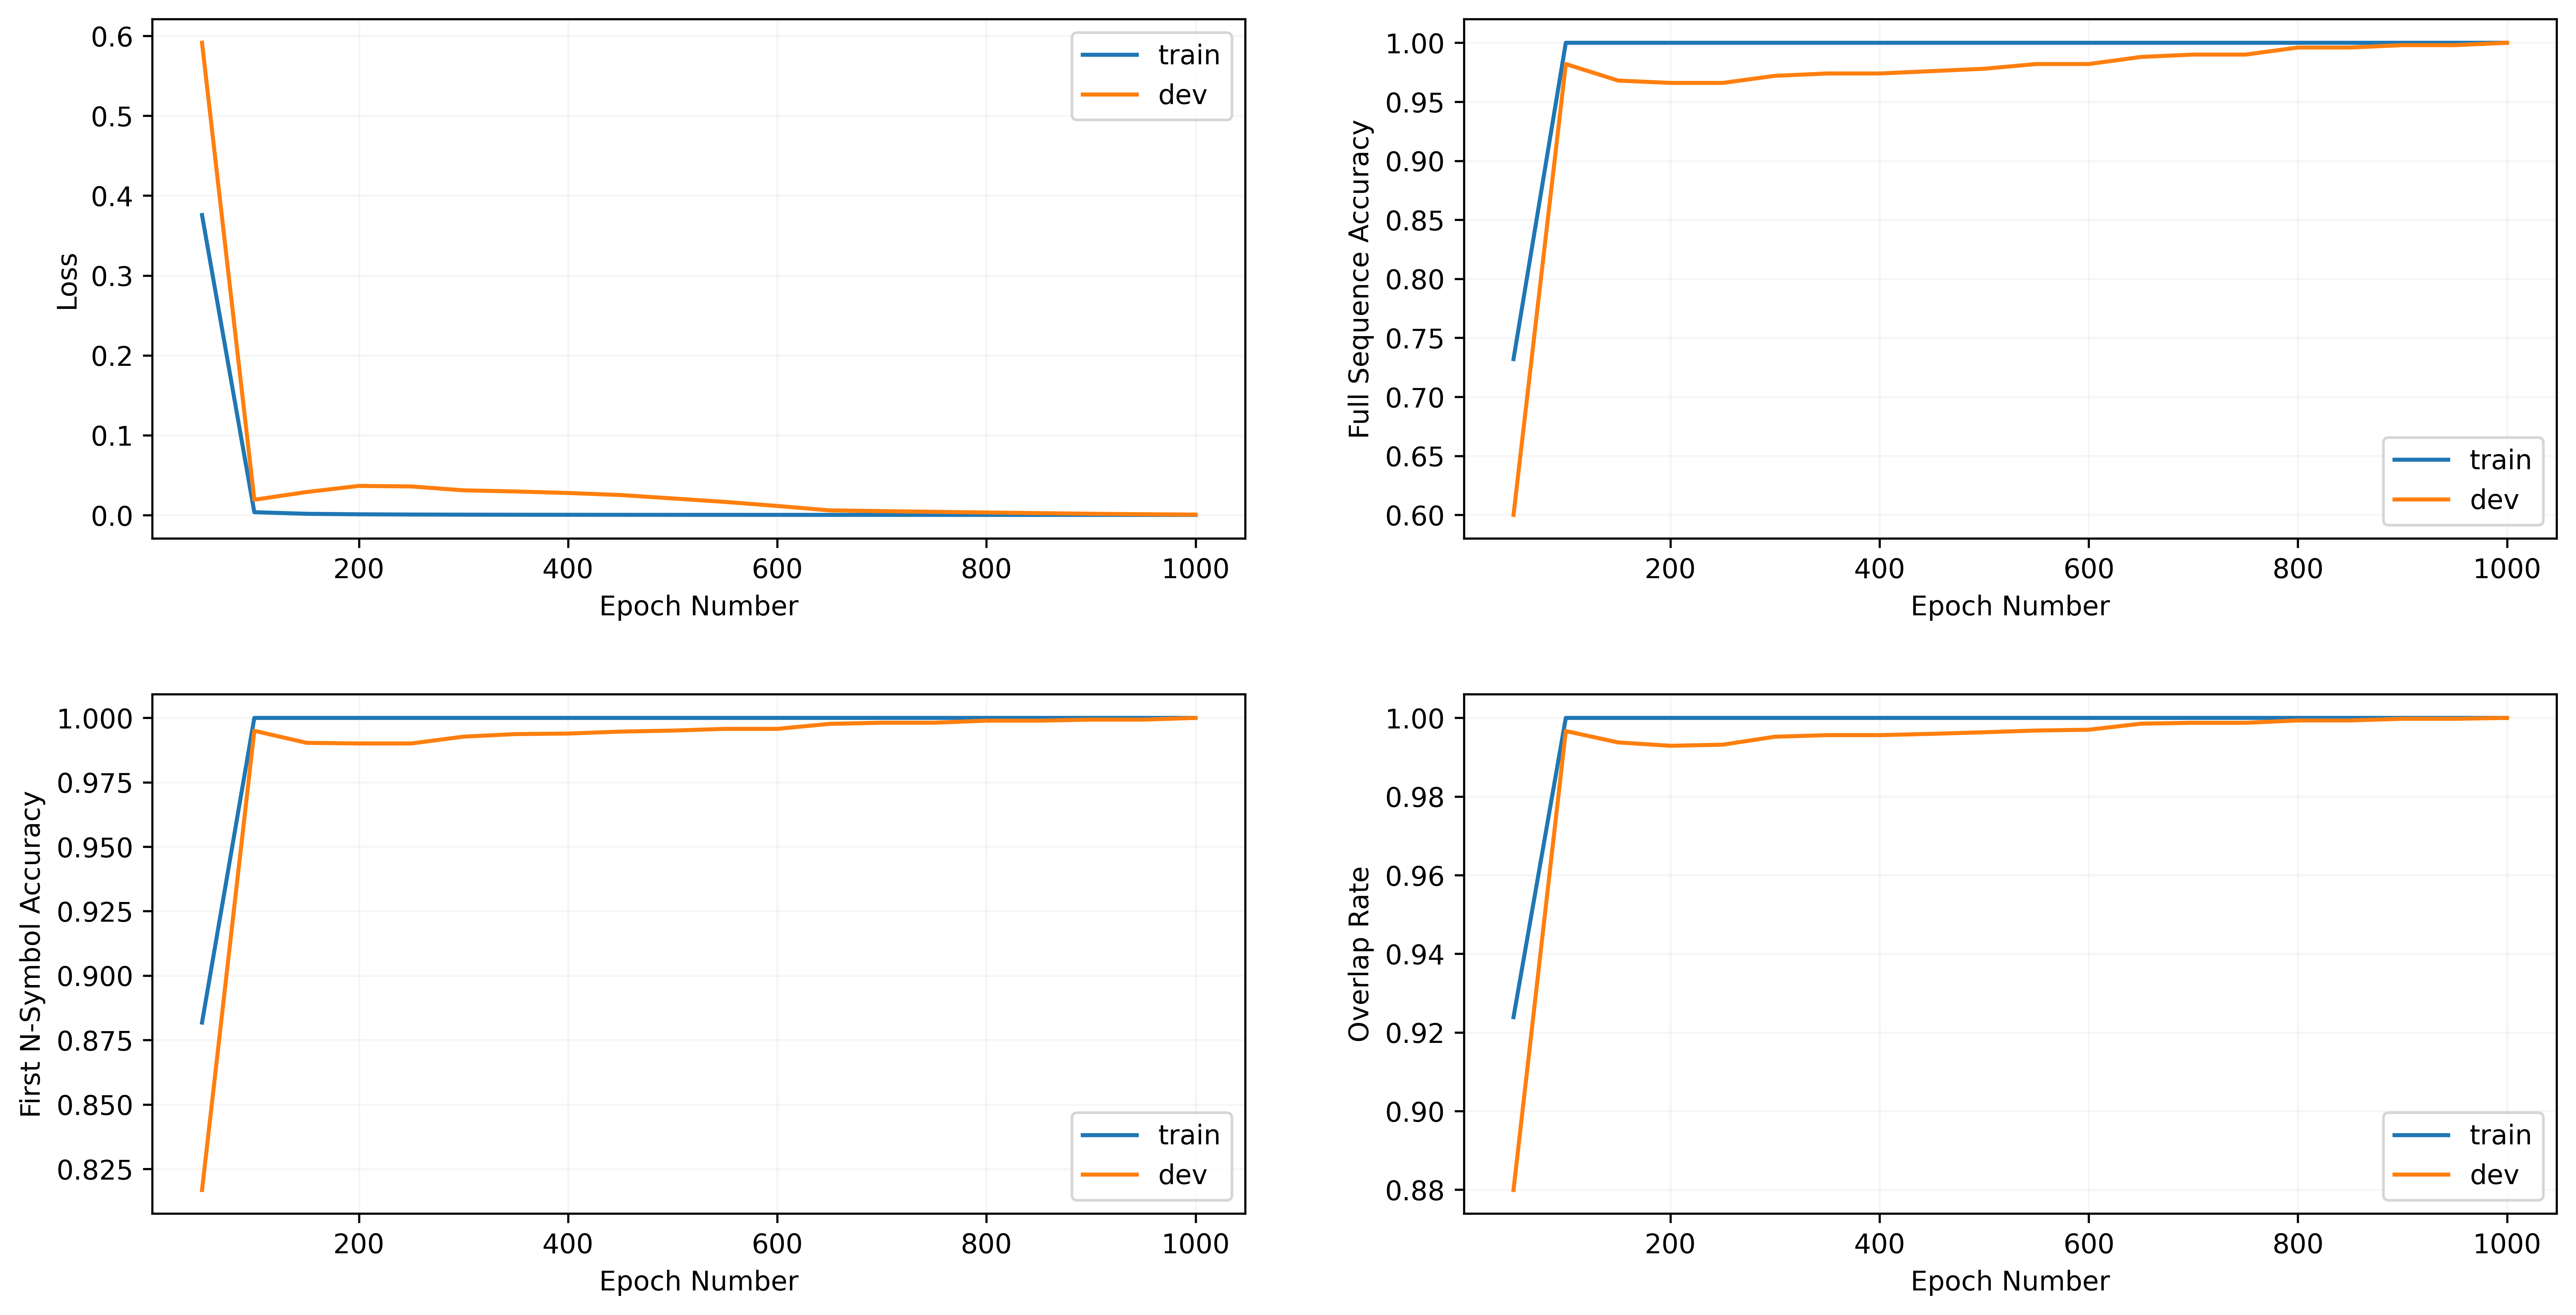 Loss
0.6
0.5
0.4
0.3
0.2
0.1
0.0
train
dev
200 400 600 800 1000
Epoch Number
Full Sequence Accuracy
1.00
0.95
0.90
0.85
0.80
0.75
0.70
0.65
0.60
train
dev
200 400 600 800 1000
Epoch Number
First N-Symbol Accuracy
1.000
0.975
0.950
0.925
0.900
0.875
0.850
0.825
train
dev
200 400 600 800 1000
Epoch Number
Overlap Rate
1.00
0.98
0.96
0.94
0.92
0.90
0.88
train
dev
200 400 600 800 1000
Epoch Number